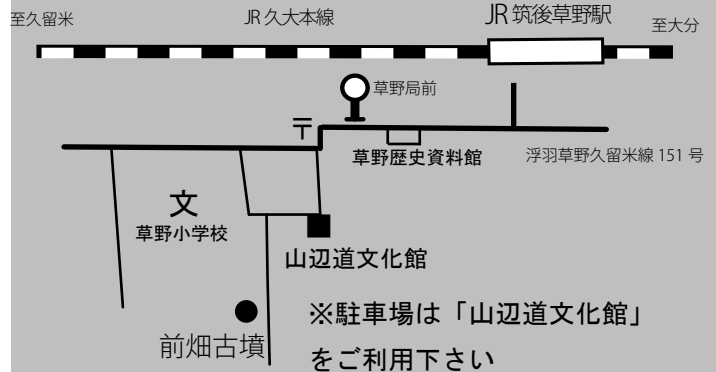 至久留米
JR 久大本線
JR 筑後草野駅
至大分
草野局前
〒
草野歴史資料館
浮羽草野久留米線 151 号
文
草野小学校
山辺道文化館
前畑古墳
※駐車場は「山辺道文化館」
をご利用下さい